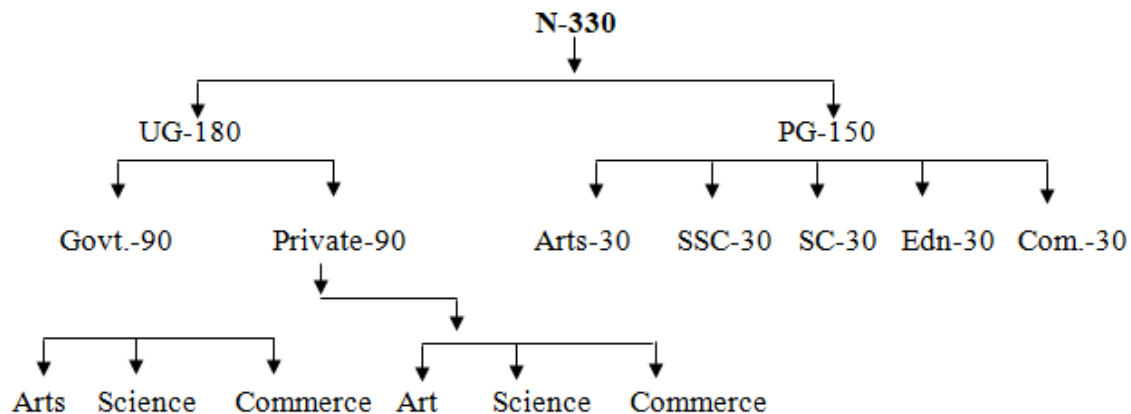 N-330
UG-180 PG-150
Govt.-90 Private-90 Arts-30 SSC-30 SC-30 Edn-30 Com.-30
Arts Science Commerce Art Science Commerce